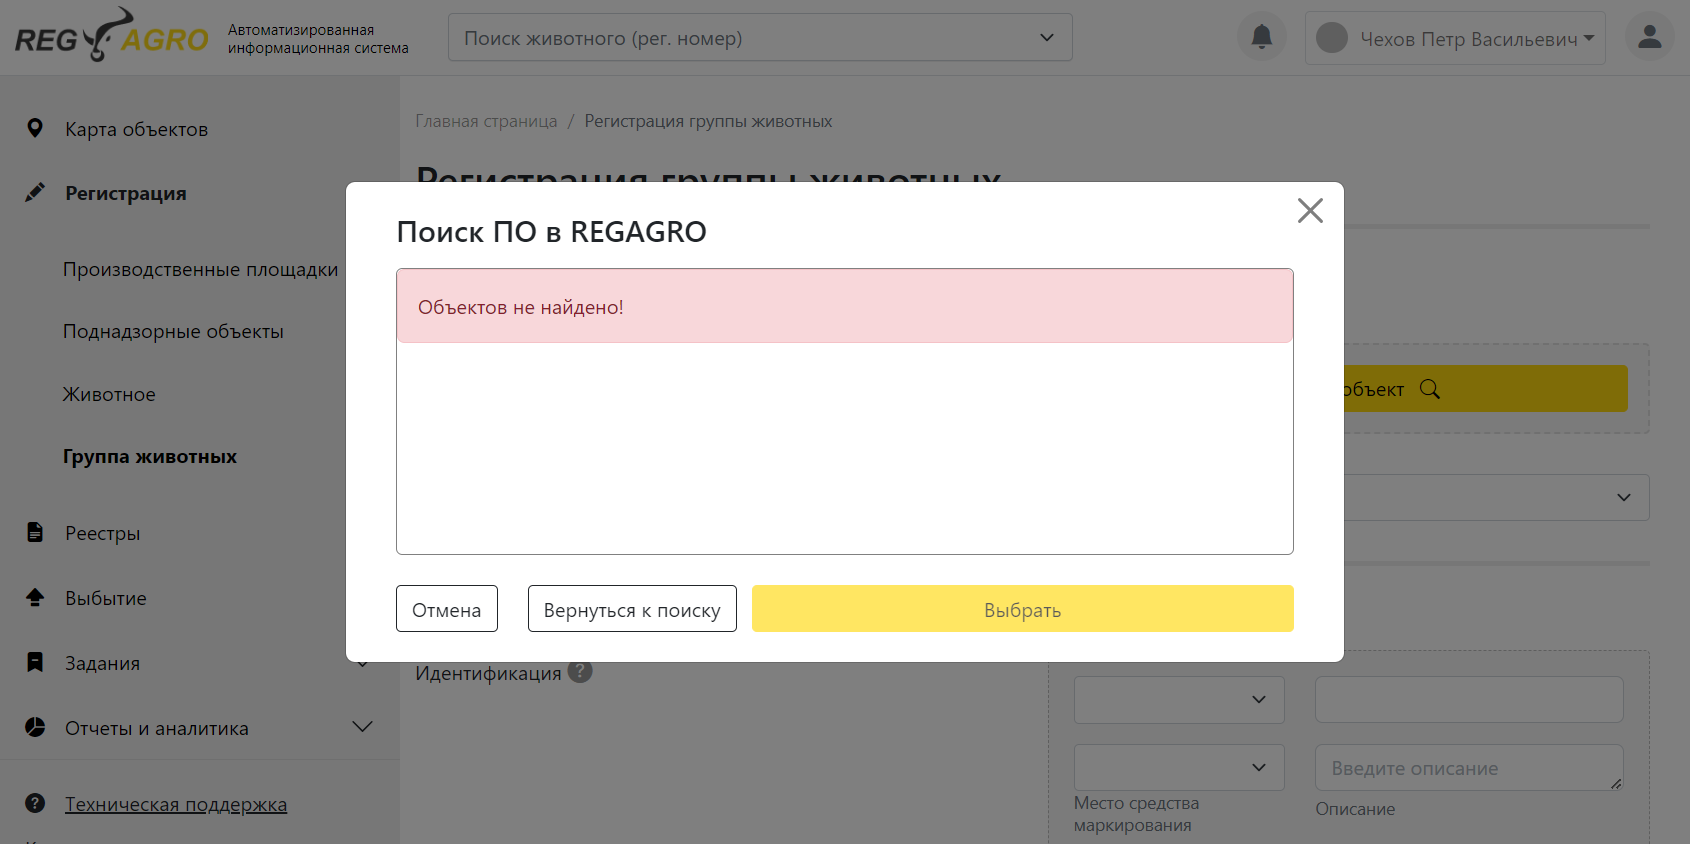 REG AGRO
Автоматизированная
информационная система
Поиск животного (рег. номер)
Чехов Петр Васильевич
Карта объектов
Регистрация
Производственные площадки
Поднадзорные объекты
Животное
Группа животных
Реестры
Выбытие
Задания
Отчеты и аналитика
Техническая поддержка
Главная страница / Регистрация группы животных
Регистрация группы животных
Поиск ПО в REGAGRO
Объектов не найдено!
Отмена
Вернуться к поиску
Выбрать
объект
Идентификация ?
Введите описание
Место средства
маркирования
Описание